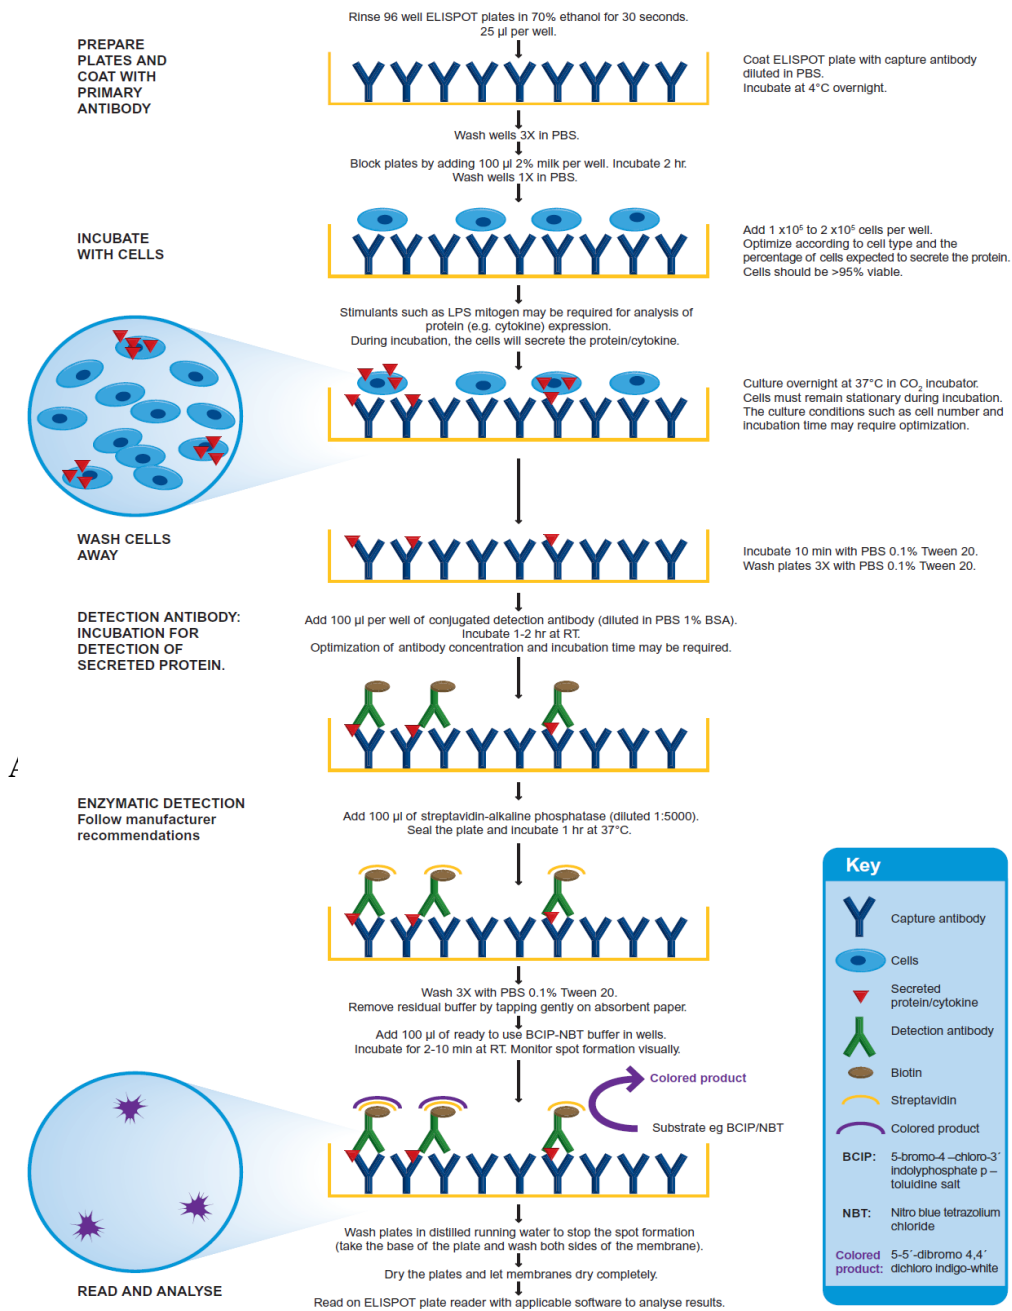 Rinse 96 well ELISPOT plates in 70% ethanol for 30 seconds.
25 µl per well.
PREPARE
PLATES AND
COAT WITH
PRIMARY
ANTIBODY
Coat ELISPOT plate with capture antibody
diluted in PBS.
Incubate at 4°C overnight.
Wash wells 3X in PBS.
Block plates by adding 100 µl 2% milk per well. Incubate 2 hr.
Wash wells 1X in PBS.
INCUBATE
WITH CELLS
Add 1 x10⁵ to 2 x10⁵ cells per well.
Optimize according to cell type and the
percentage of cells expected to secrete the protein.
Cells should be >95% viable.
Stimulants such as LPS mitogen may be required for analysis of
protein (e.g. cytokine) expression.
During incubation, the cells will secrete the protein/cytokine.
Culture overnight at 37°C in CO₂ incubator.
Cells must remain stationary during incubation.
The culture conditions such as cell number and
incubation time may require optimization.
WASH CELLS
AWAY
Incubate 10 min with PBS 0.1% Tween 20.
Wash plates 3X with PBS 0.1% Tween 20.
DETECTION ANTIBODY:
INCUBATION FOR
DETECTION OF
SECRETED PROTEIN.
Add 100 µl per well of conjugated detection antibody (diluted in PBS 1% BSA).
Incubate 1-2 hr at RT.
Optimization of antibody concentration and incubation time may be required.
ENZYMATIC DETECTION
Follow manufacturer
recommendations
Add 100 µl of streptavidin-alkaline phosphatase (diluted 1:5000).
Seal the plate and incubate 1 hr at 37°C.
Wash 3X with PBS 0.1% Tween 20.
Remove residual buffer by tapping gently on absorbent paper.
Add 100 µl of ready to use BCIP-NBT buffer in wells.
Incubate for 2-10 min at RT. Monitor spot formation visually.
Colored product
Substrate eg BCIP/NBT
Wash plates in distilled running water to stop the spot formation
(take the base of the plate and wash both sides of the membrane).
Dry the plates and let membranes dry completely.
READ AND ANALYSE
Read on ELISPOT plate reader with applicable software to analyse results.
Key
Capture antibody
Cells
Secreted
protein/cytokine
Detection antibody
Biotin
Streptavidin
Colored product
BCIP: 5-bromo-4 –chloro-3´
indolyphosphate p –
toluidine salt
NBT: Nitro blue tetrazolium
chloride
Colored 5-5´-dibromo 4,4´
product: dichloro indigo-white